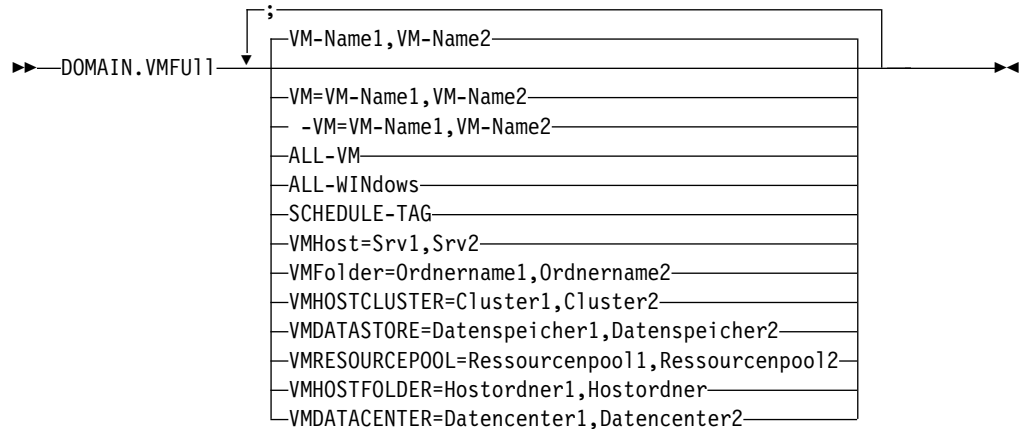 ;
VM-Name1,VM-Name2
DOMAIN.VMFUll
VM=VM-Name1,VM-Name2
-VM=VM-Name1,VM-Name2
ALL-VM
ALL-WINdows
SCHEDULE-TAG
VMHost=Srv1,Srv2
VMFolder=Ordnername1,Ordnername2
VMHOSTCLUSTER=Cluster1,Cluster2
VMDATASTORE=Datenspeicher1,Datenspeicher2
VMRESOURCEPOOL=Ressourcenpool1,Ressourcenpool2
VMHOSTFOLDER=Hostordner1,Hostordner
VMDATACENTER=Datencenter1,Datencenter2